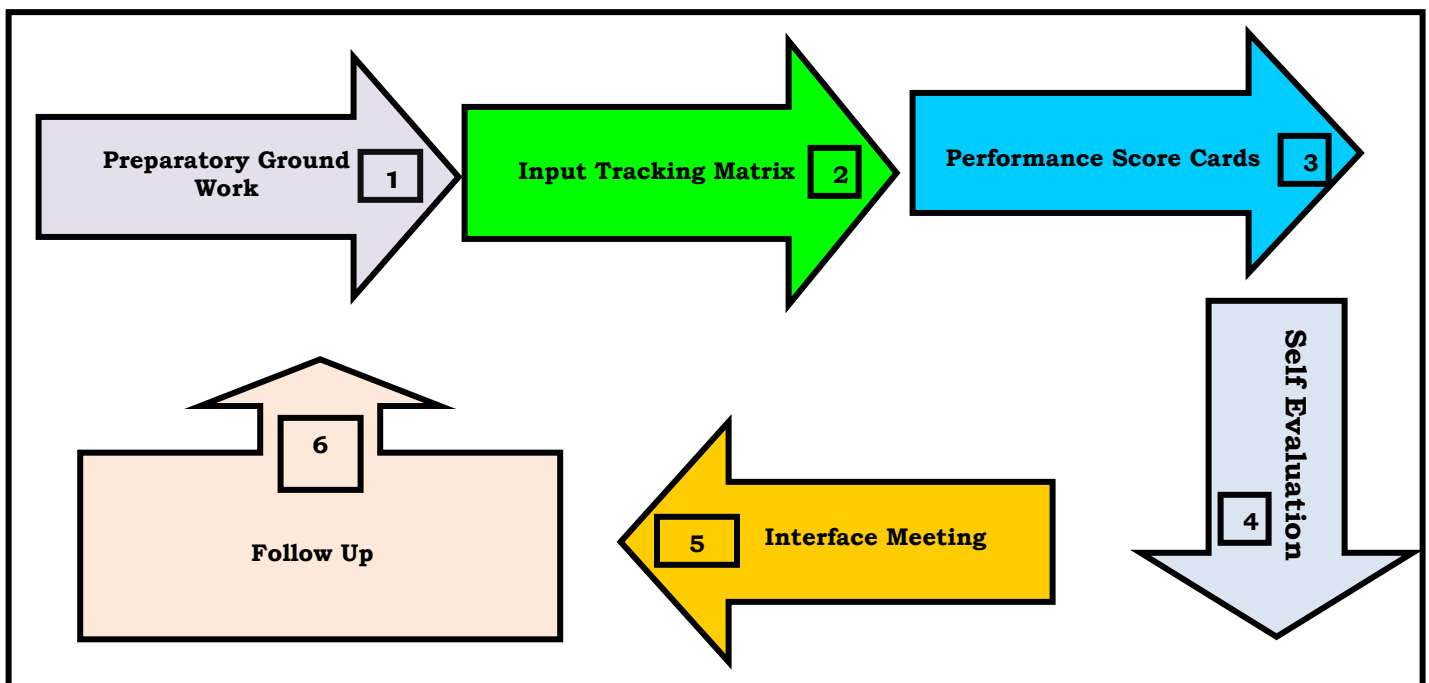 Preparatory Ground
Work
1
Input Tracking Matrix
2
Performance Score Cards
3
Self Evaluation
4
5
Interface Meeting
6
Follow Up